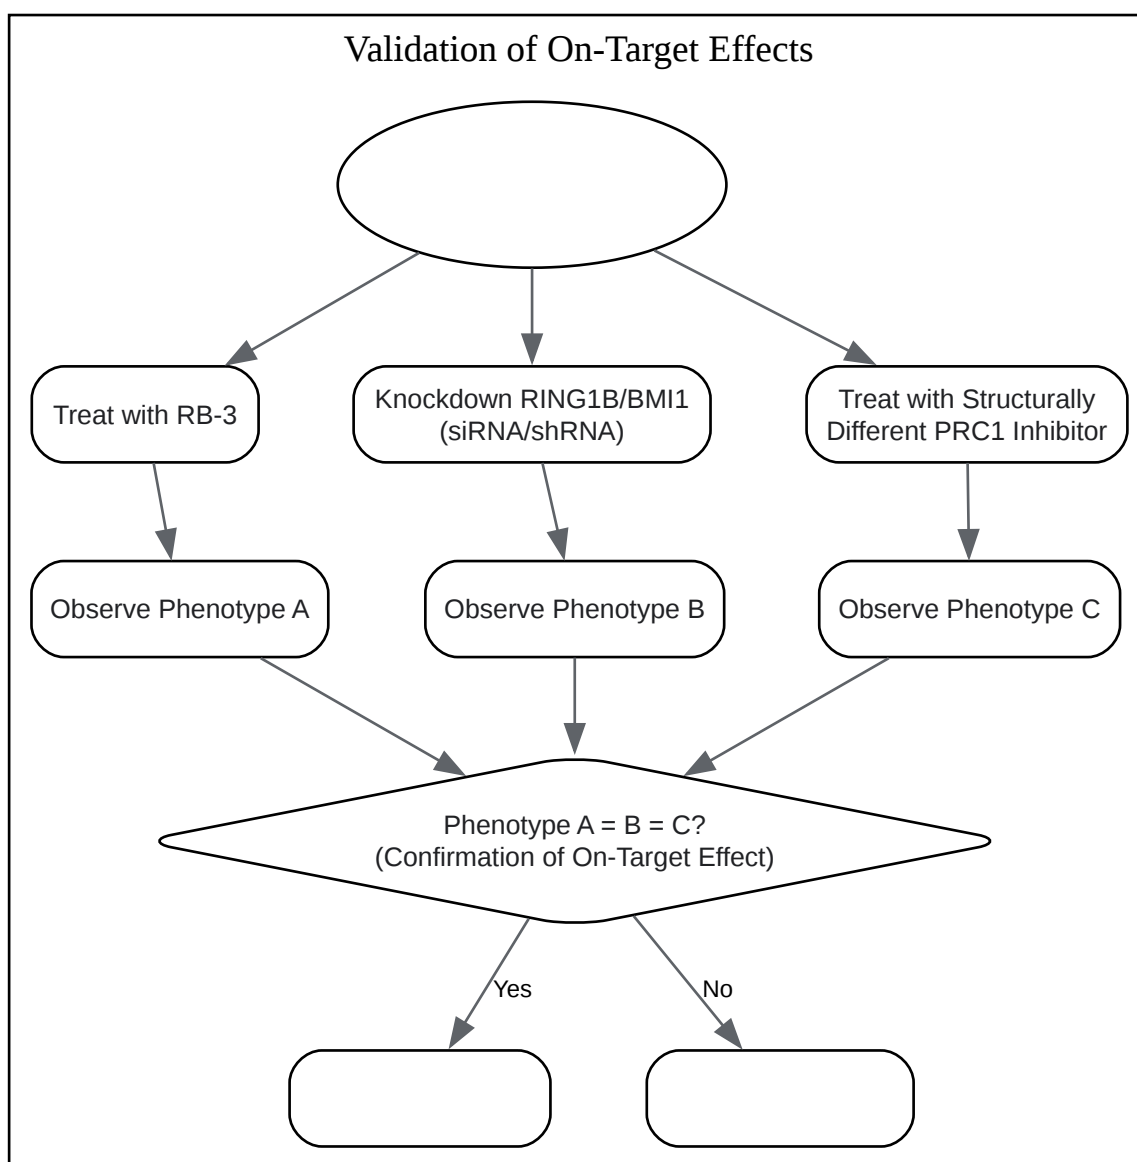 Validation of On-Target Effects
Treat with RB-3
Knockdown RING1B/BMI1
(siRNA/shRNA)
Treat with Structurally
Different PRC1 Inhibitor
Observe Phenotype A
Observe Phenotype B
Observe Phenotype C
Phenotype A = B = C?
(Confirmation of On-Target Effect)
Yes
No